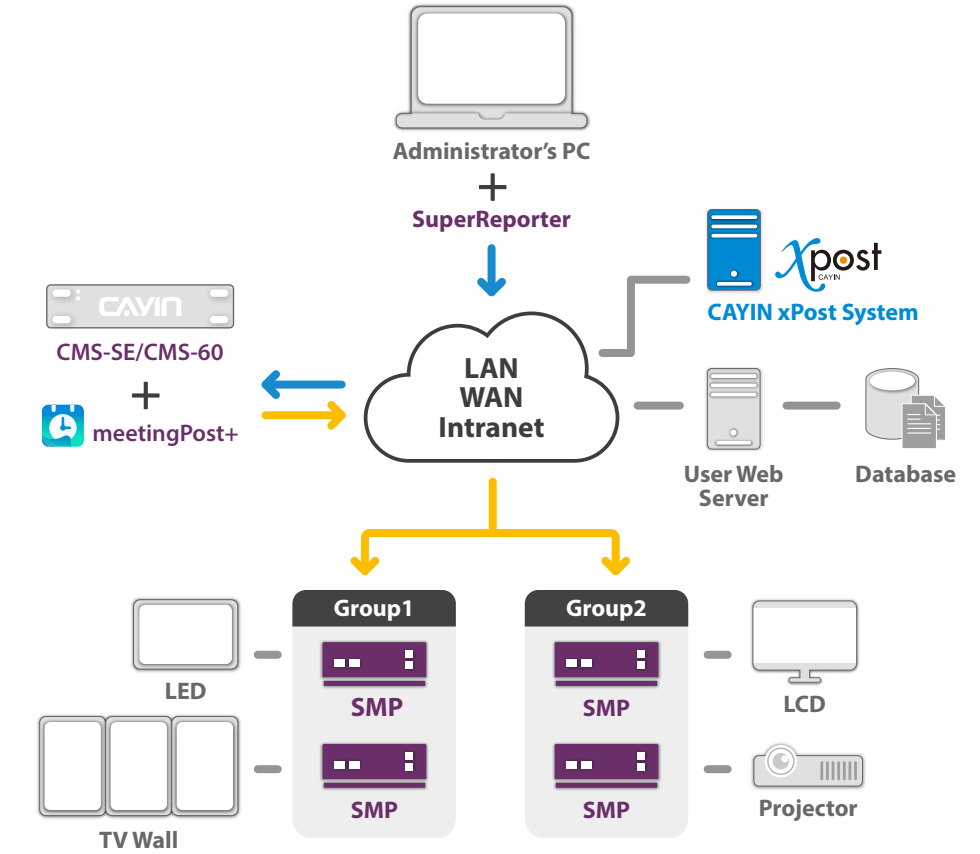 Administrator's PC
+
SuperReporter
Xpost
CAYIN
CAYIN xPost System
CAYIN
CMS-SE/CMS-60
+
meetingPost+
LAN
WAN
Intranet
User Web
Server
Database
Group1
Group2
LED
SMP
SMP
LCD
TV Wall
SMP
SMP
Projector